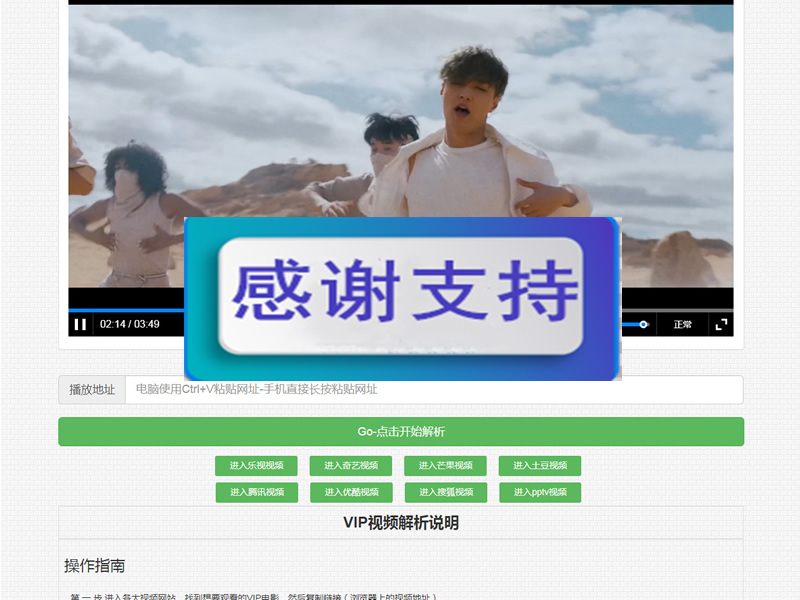 感谢支持
02:14 / 03:49
正常
播放地址
电脑使用Ctrl+V粘贴网址-手机直接长按粘贴网址
Go-点击开始解析
进入乐视视频 进入奇艺视频 进入芒果视频 进入土豆视频
进入腾讯视频 进入优酷视频 进入搜狐视频 进入pptv视频
VIP视频解析说明
操作指南
第 一 步 进入各大视频网站，找到想要观看的VIP电影，然后复制链接 ( 浏览器上的视频地址 )